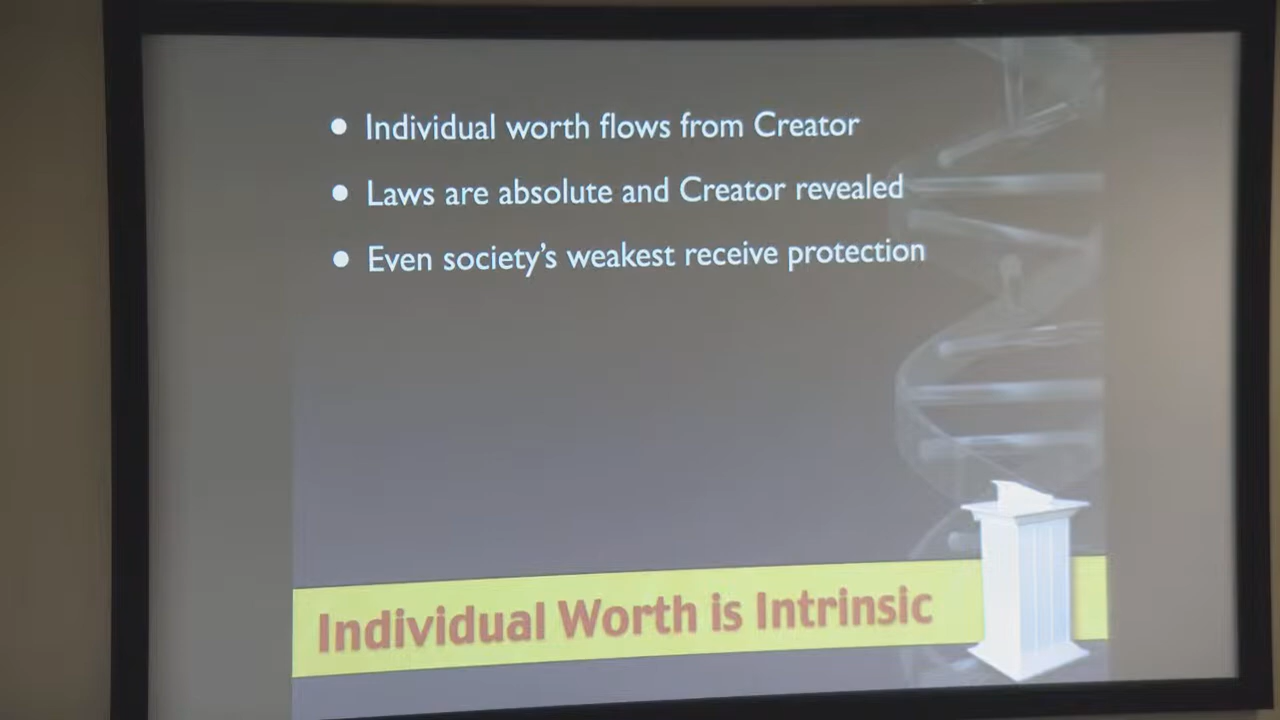 • Individual worth flows from Creator
• Laws are absolute and Creator revealed
• Even society's weakest receive protection
Individual Worth is Intrinsic